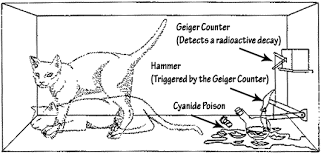 Geiger Counter
(Detects a radioactive decay)
Hammer
(Triggered by the Geiger Counter)
Cyanide Poison